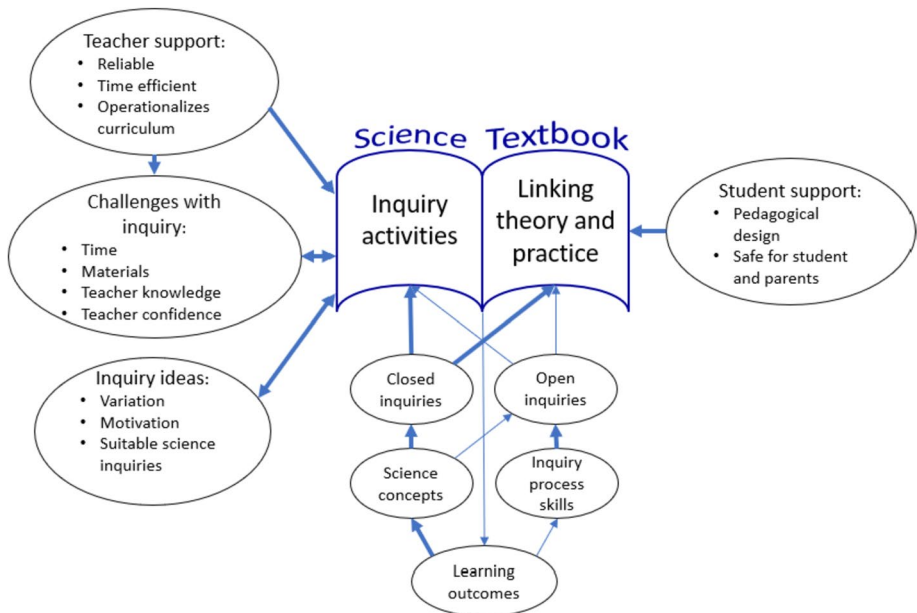 Teacher support:
• Reliable
• Time efficient
• Operationalizes
curriculum
Challenges with
inquiry:
• Time
• Materials
• Teacher knowledge
• Teacher confidence
Inquiry ideas:
• Variation
• Motivation
• Suitable science
inquiries
Science Textbook
Inquiry
activities
Linking
theory and
practice
Closed
inquiries
Open
inquiries
Science
concepts
Inquiry
process
skills
Learning
outcomes
Student support:
• Pedagogical
design
• Safe for student
and parents